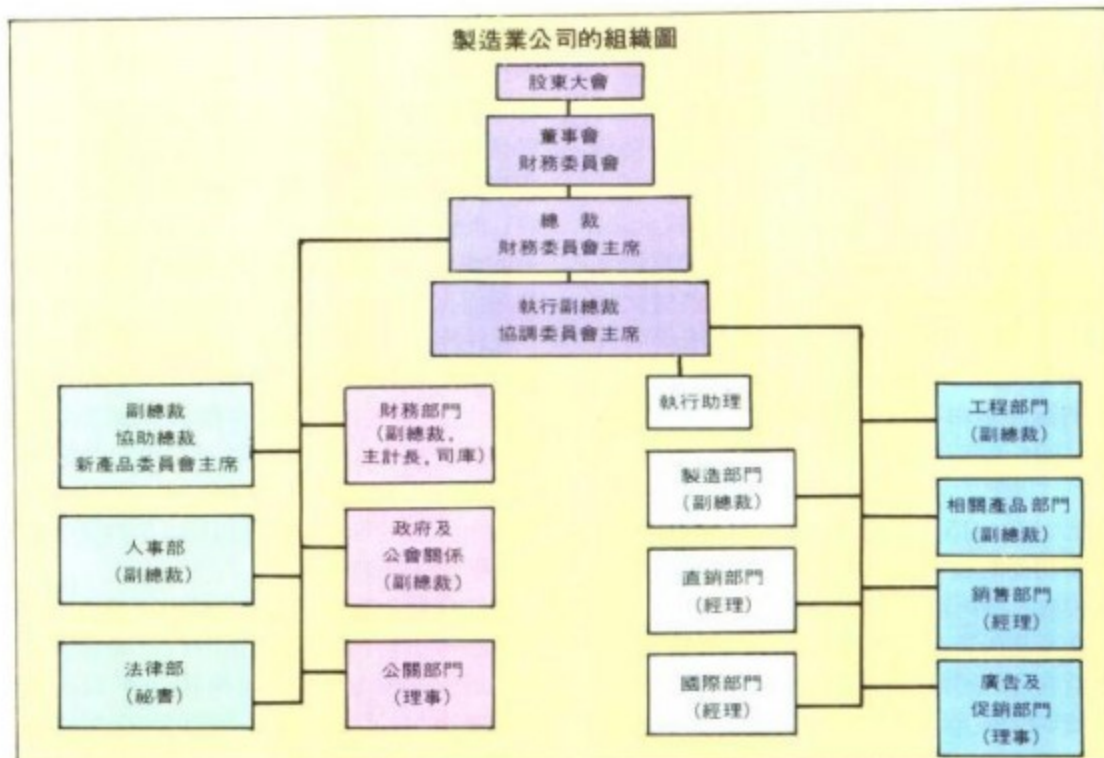 製造業公司的組織圖
股東大會
董事會
財務委員會
總 裁
財務委員會主席
執行副總裁
協調委員會主席
副總裁
協助總裁
新產品委員會主席
財務部門
(副總裁,
主計長,司庫)
執行助理
工程部門
(副總裁)
製造部門
(副總裁)
相關產品部門
(副總裁)
人事部
(副總裁)
政府及
公會關係
(副總裁)
直銷部門
(經理)
銷售部門
(經理)
法律部
(祕書)
公關部門
(理事)
國際部門
(經理)
廣告及
促銷部門
(理事)